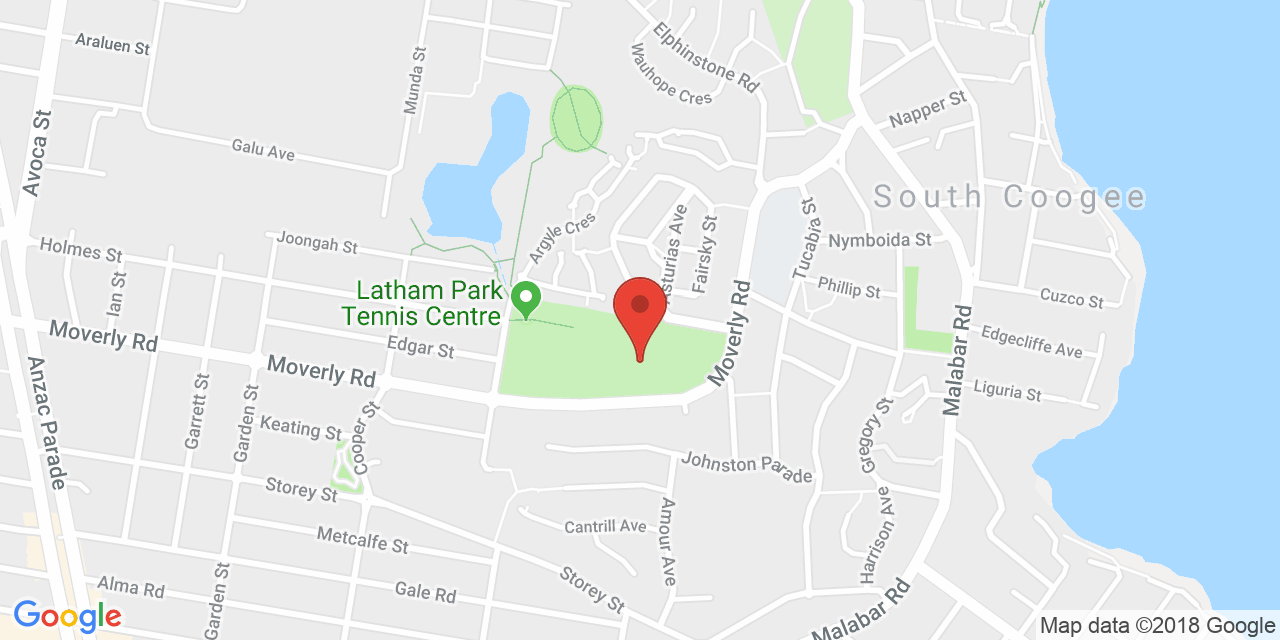 Araluen St
Avoca St
Munda St
Elphinstone Rd
Wauhope Cres
Napper St
Galu Ave
South Coogee
Holmes St
Joongah St
Argyle Cres
Asturias Ave
Fairsky St
Tucabia St
Nymboida St
Ian St
Latham Park
Tennis Centre
Phillip St
Cuzco St
Moverly Rd
Edgar St
Moverly Rd
Malabar Rd
Edgecliffe Ave
Moverly Rd
Liguria St
Anzac Parade
Garrett St
Garden St
Keating St
Cooper St
Gregory St
Johnston Parade
Storey St
Amour Ave
Harrison Ave
Cantrill Ave
Metcalfe St
Alma Rd
Gale Rd
Garden St
Storey St
Malabar Rd
Google
Map data ©2018 Google